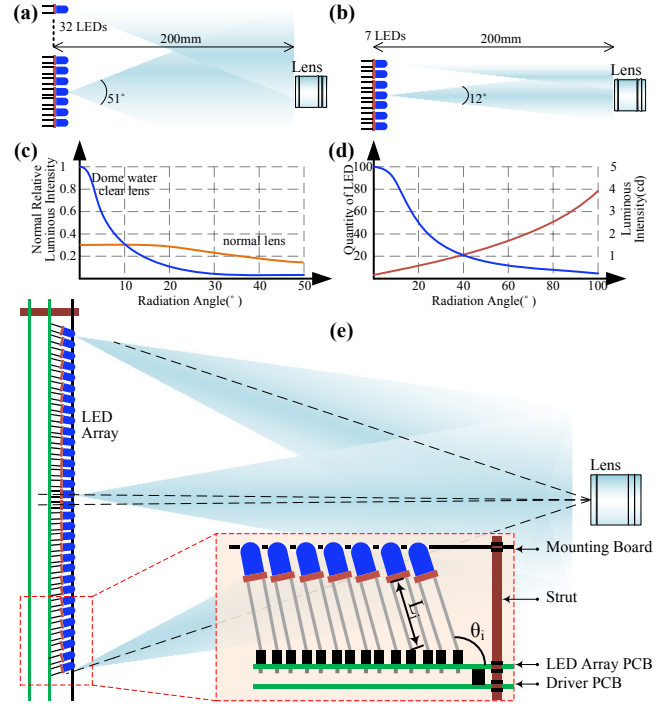 (a)
32 LEDs
200mm
Lens
51°
(b)
7 LEDs
200mm
Lens
12°
(c)
Normal Relative
Luminous Intensity
1
0.8
0.6
0.4
0.2
Dome water
clear lens
normal lens
10
20
30
40
50
Radiation Angle(°)
(d)
Quantity of LED
100
80
60
40
20
5
4
3
2
1
Luminous
Intensity(cd)
20
40
60
80
100
Radiation Angle(°)
(e)
LED
Array
Lens
Mounting Board
Strut
LED Array PCB
Driver PCB
Li
θi